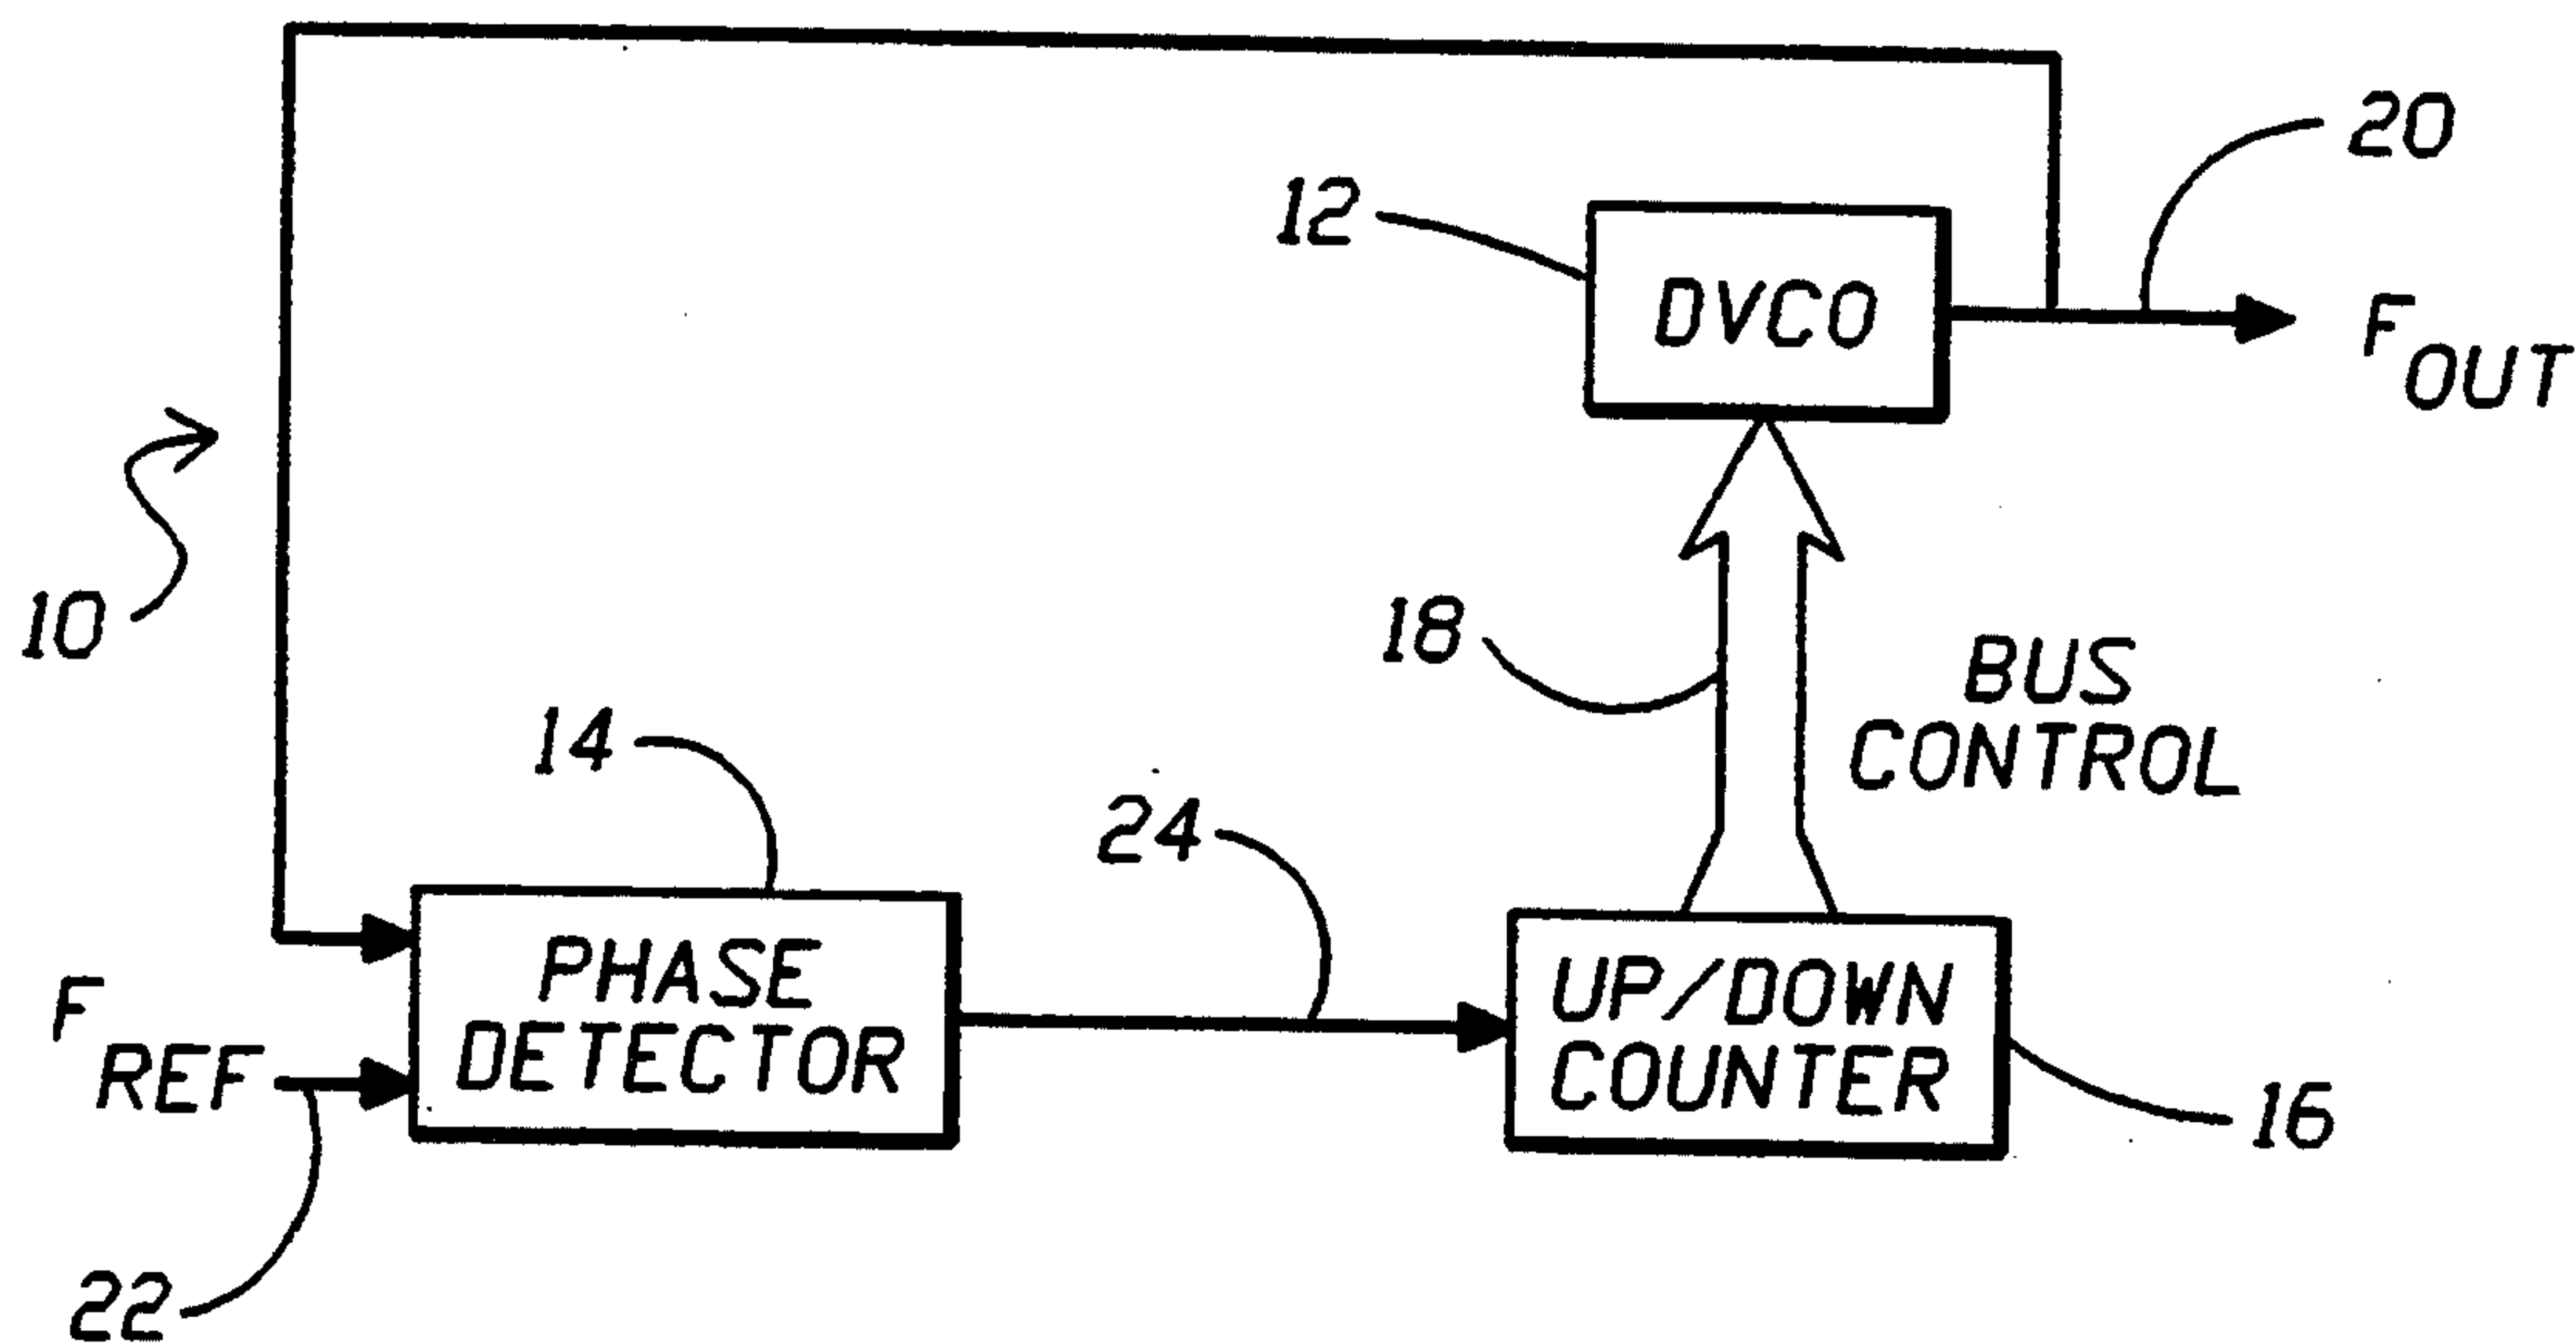 20
12
DVCO
F OUT
10
18
BUS
CONTROL
14
24
PHASE
DETECTOR
F REF
UP/DOWN
COUNTER
16
22